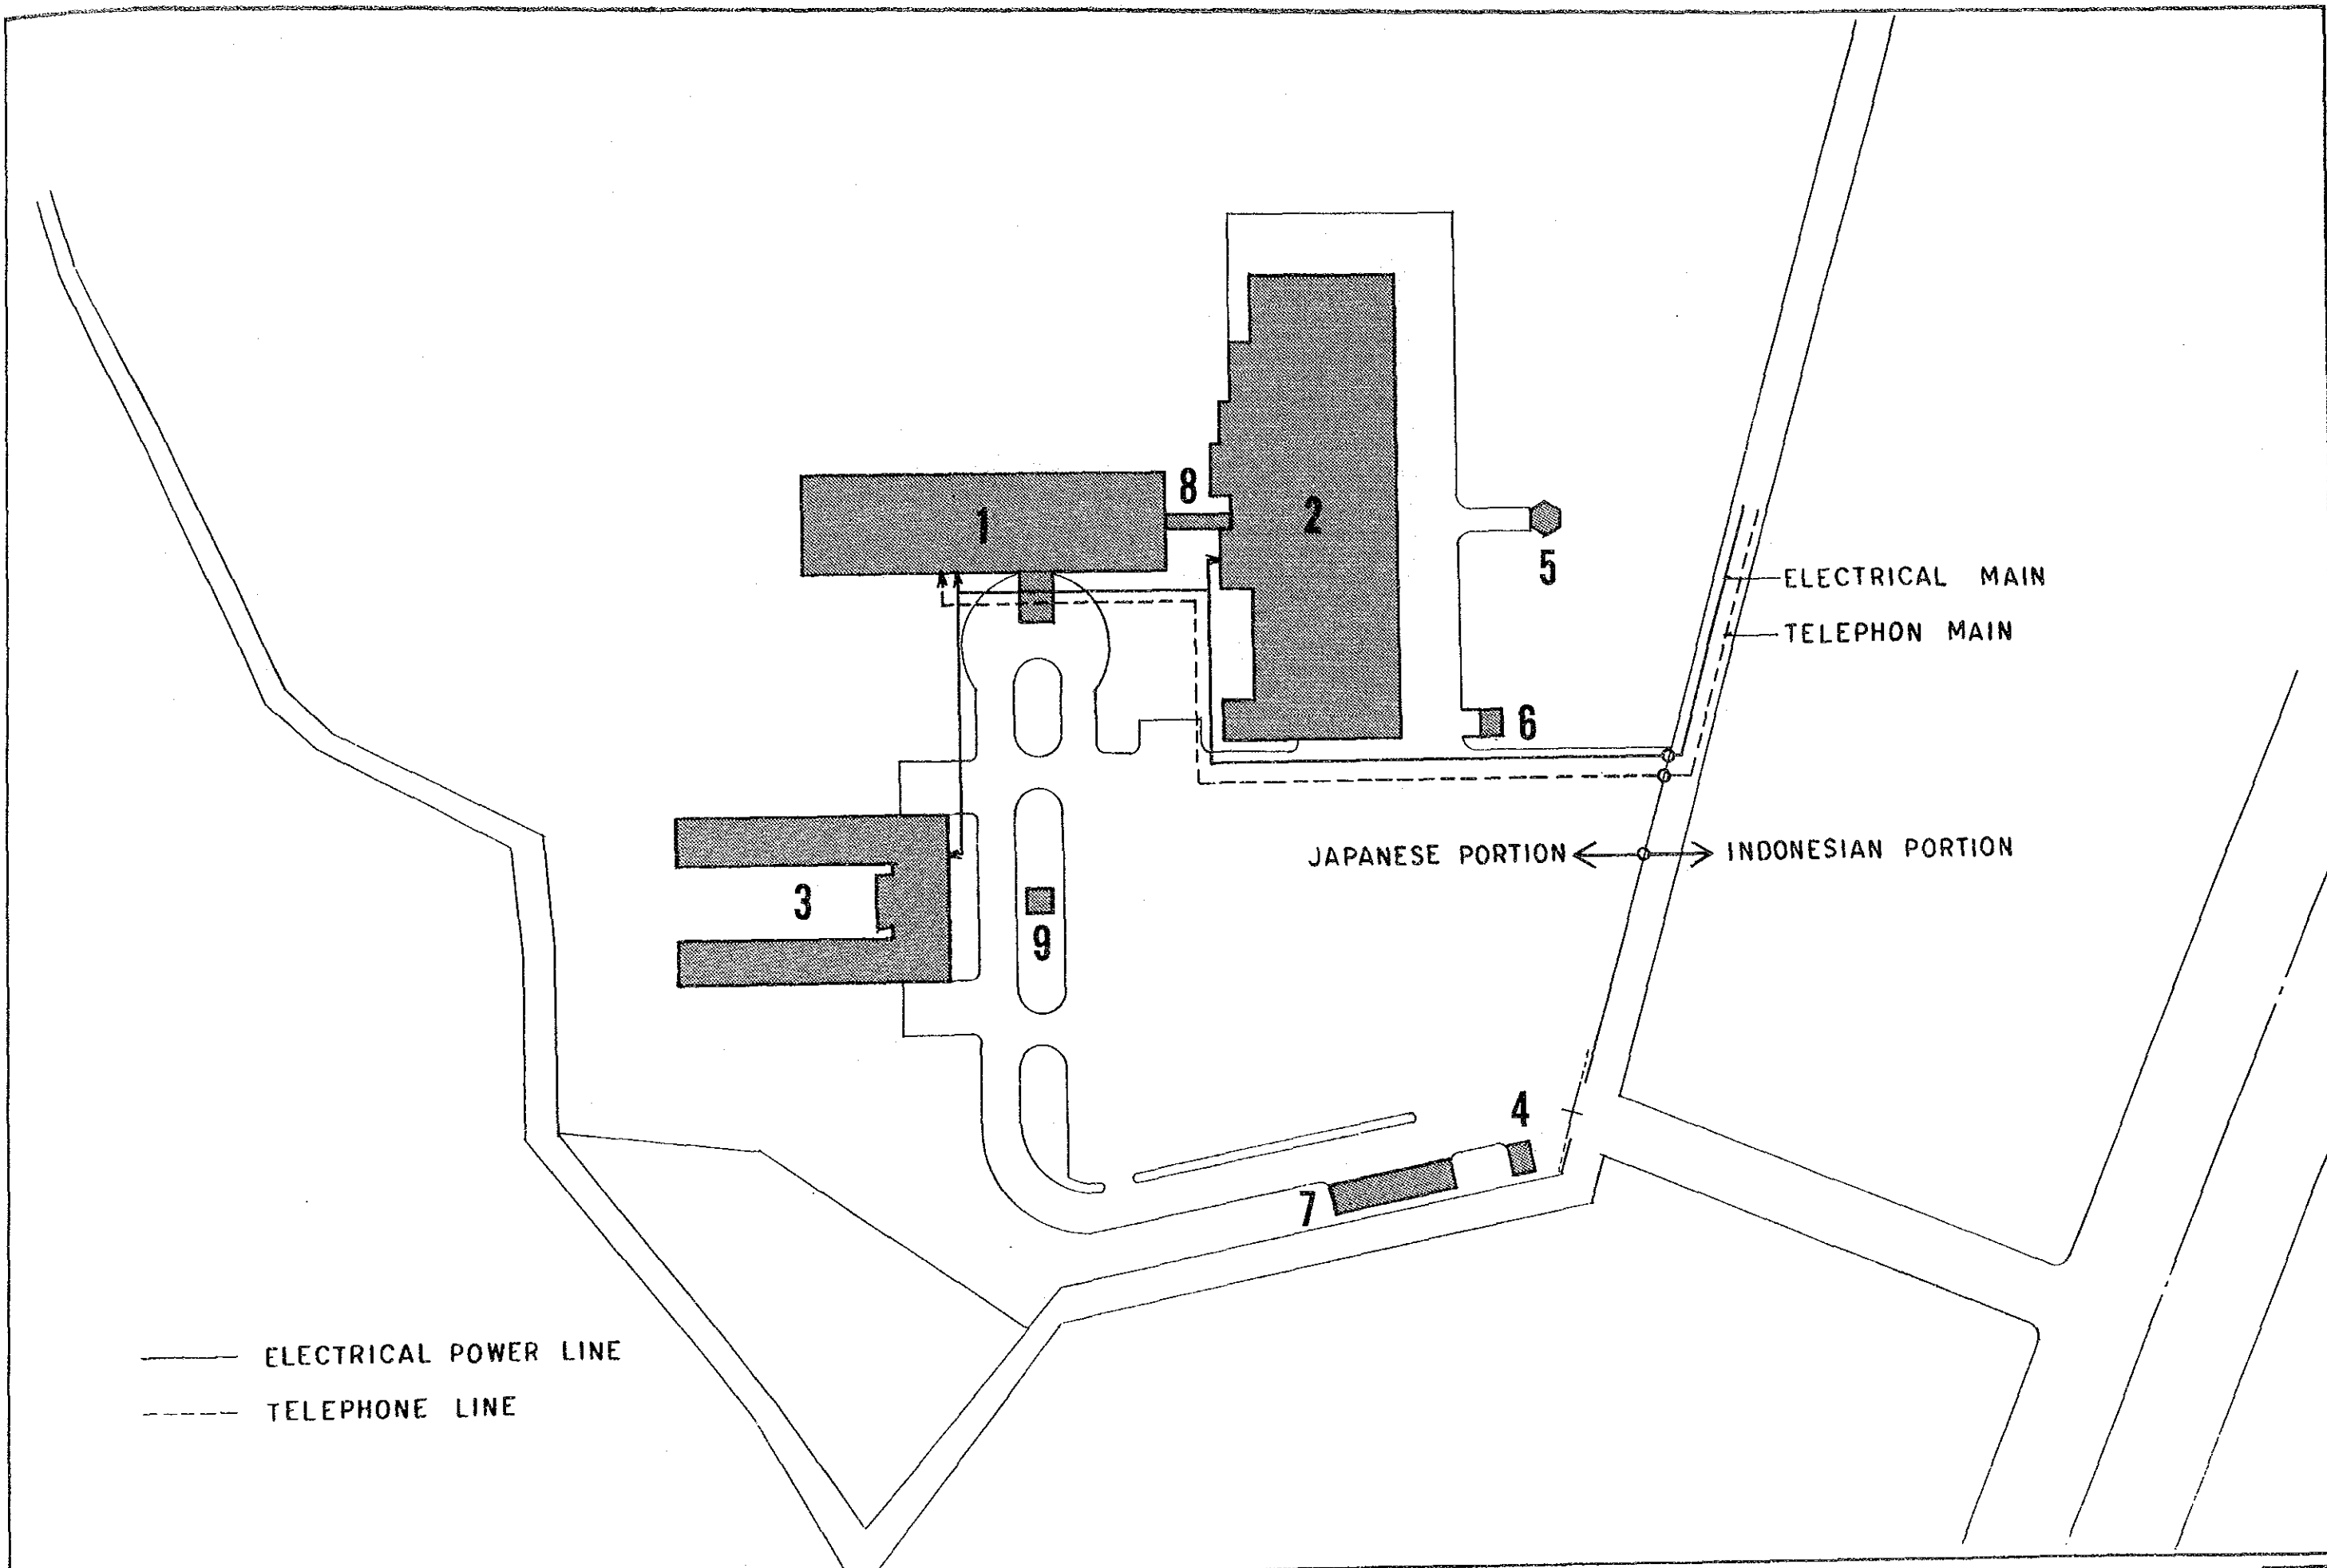 8
1
2
5
ELECTRICAL MAIN
TELEPHON MAIN
6
JAPANESE PORTION
INDONESIAN PORTION
3
9
4
7
ELECTRICAL POWER LINE
TELEPHONE LINE